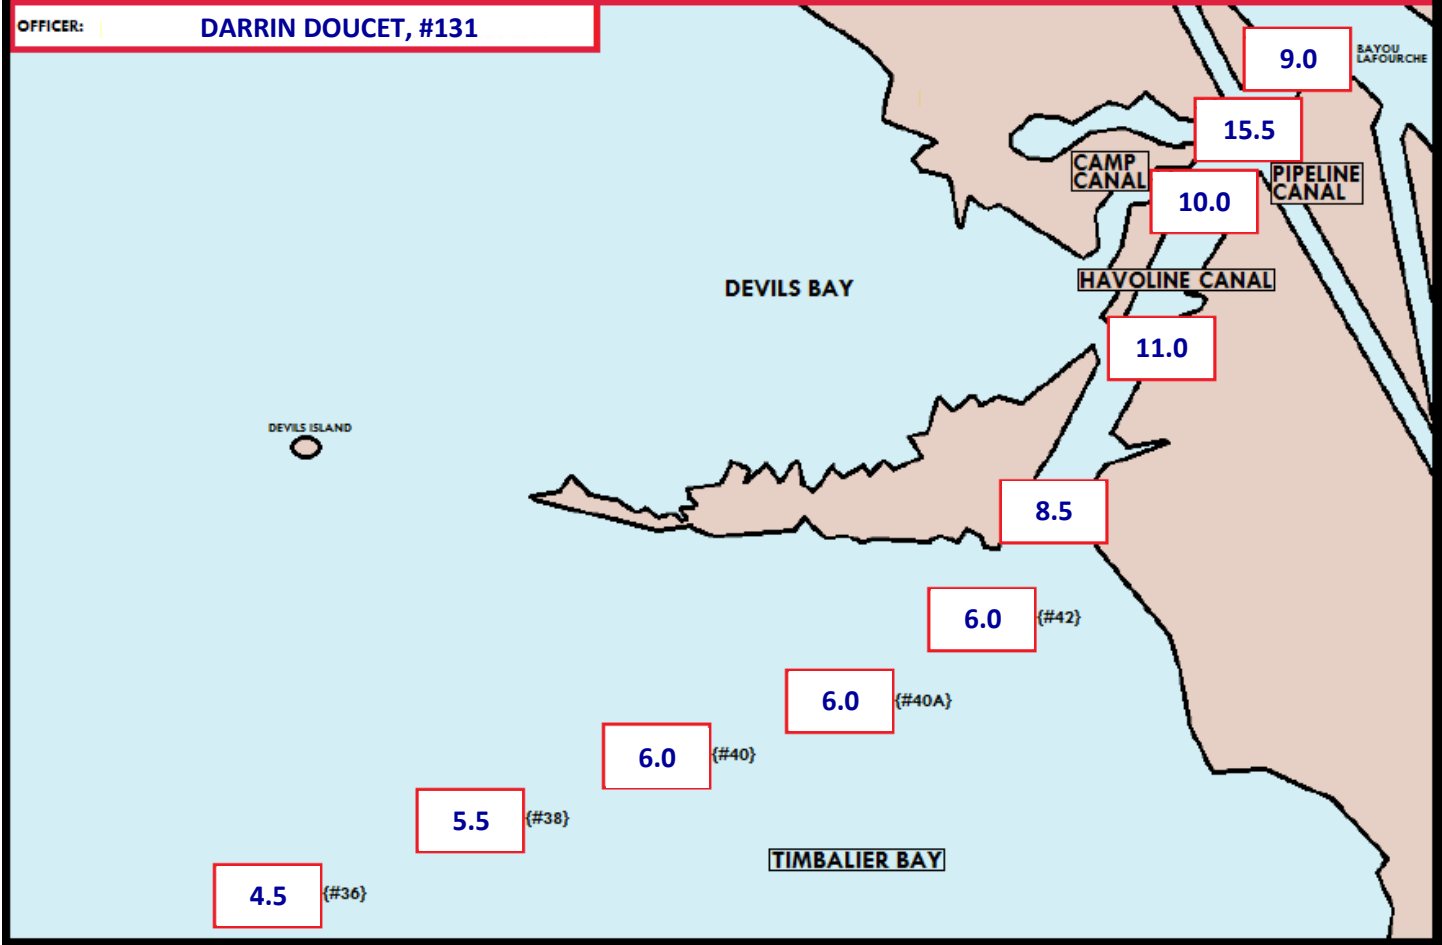 OFFICER: DARRIN DOUCET, #131
9.0
BAYOU
LAFOURCHE
15.5
CAMP
CANAL
PIPELINE
CANAL
10.0
HAVOLINE CANAL
DEVILS BAY
11.0
DEVILS ISLAND
8.5
6.0 {#42}
6.0 {#40A}
6.0 {#40}
5.5 {#38}
TIMBALIER BAY
4.5 {#36}